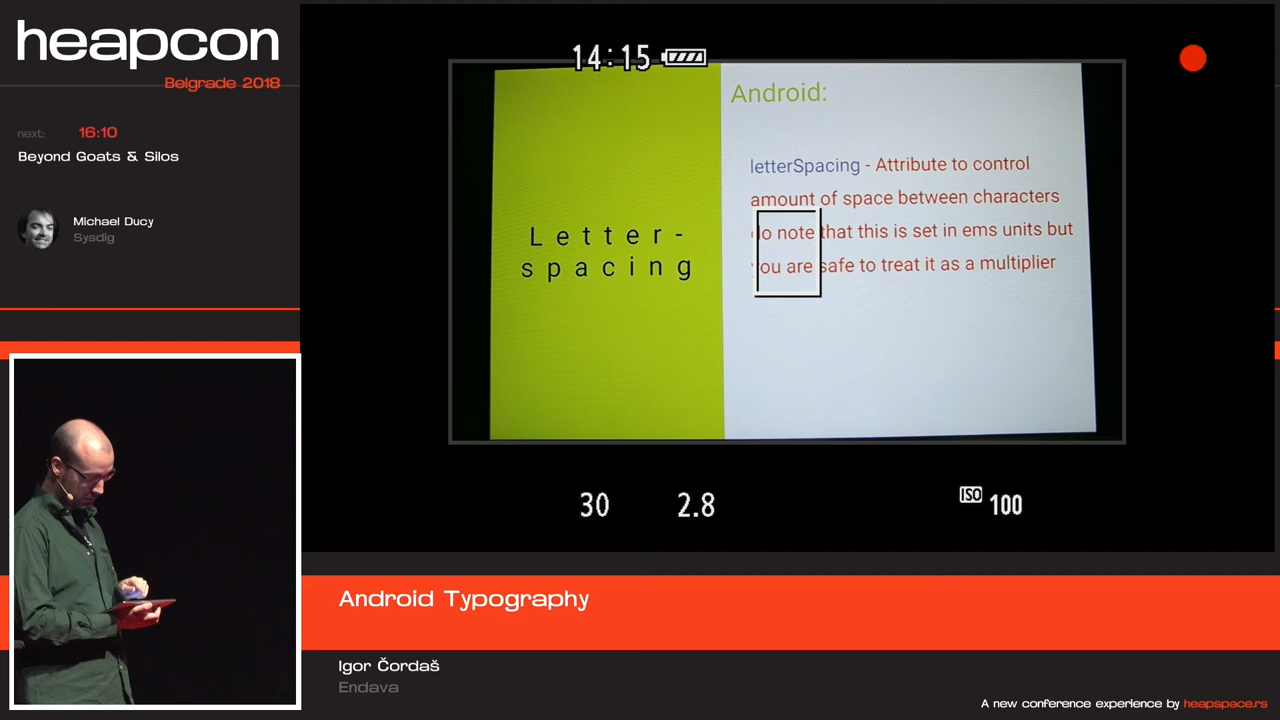 heapcon
Belgrade 2018
next: 16:10
Beyond Goats & Silos
Michael Ducy
Sysdig
14:15
Letter-
spacing
Android:
letterSpacing - Attribute to control
amount of space between characters
do note that this is set in ems units but
you are safe to treat it as a multiplier
30 2.8 ISO 100
Android Typography
Igor Čordaš
Endava
A new conference experience by heapspace.rs